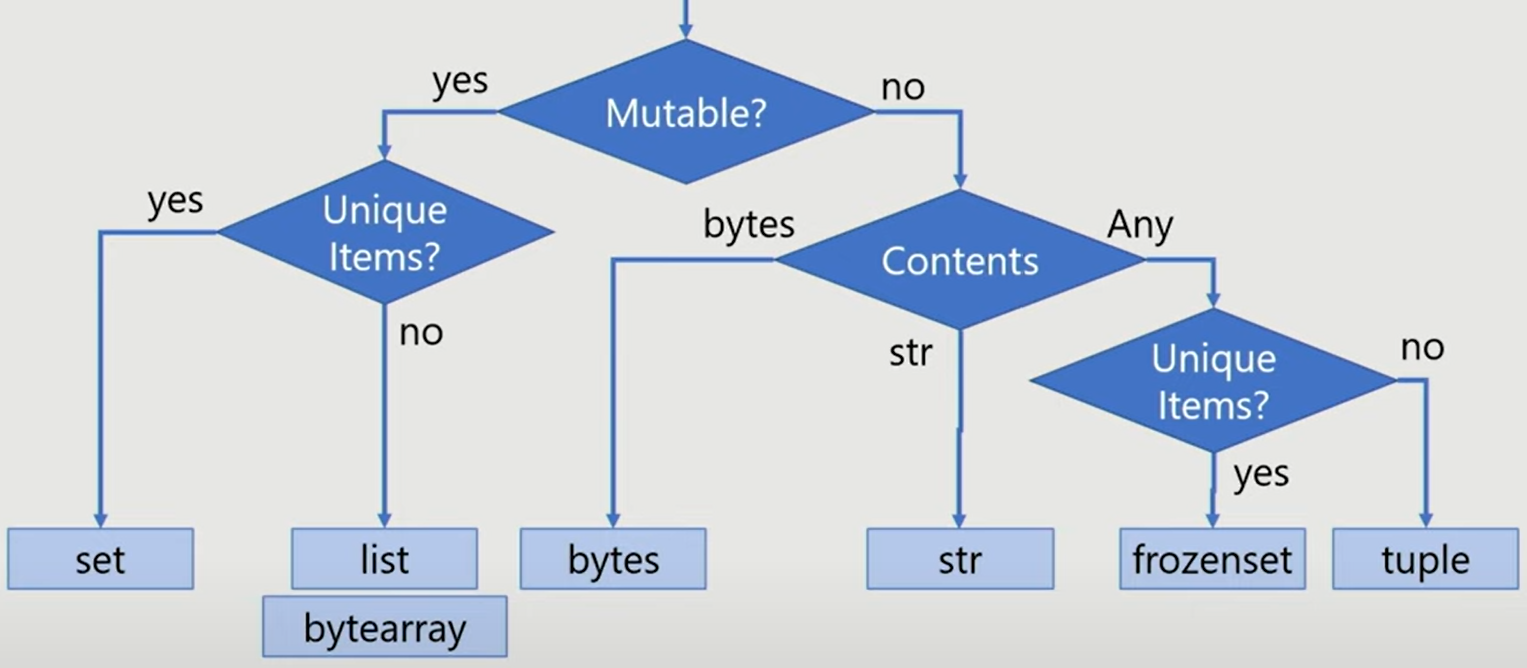 yes
Mutable?
no
yes
Unique
Items?
no
bytes
Contents
Any
str
Unique
Items?
no
yes
set
list
bytes
str
frozenset
tuple
bytearray